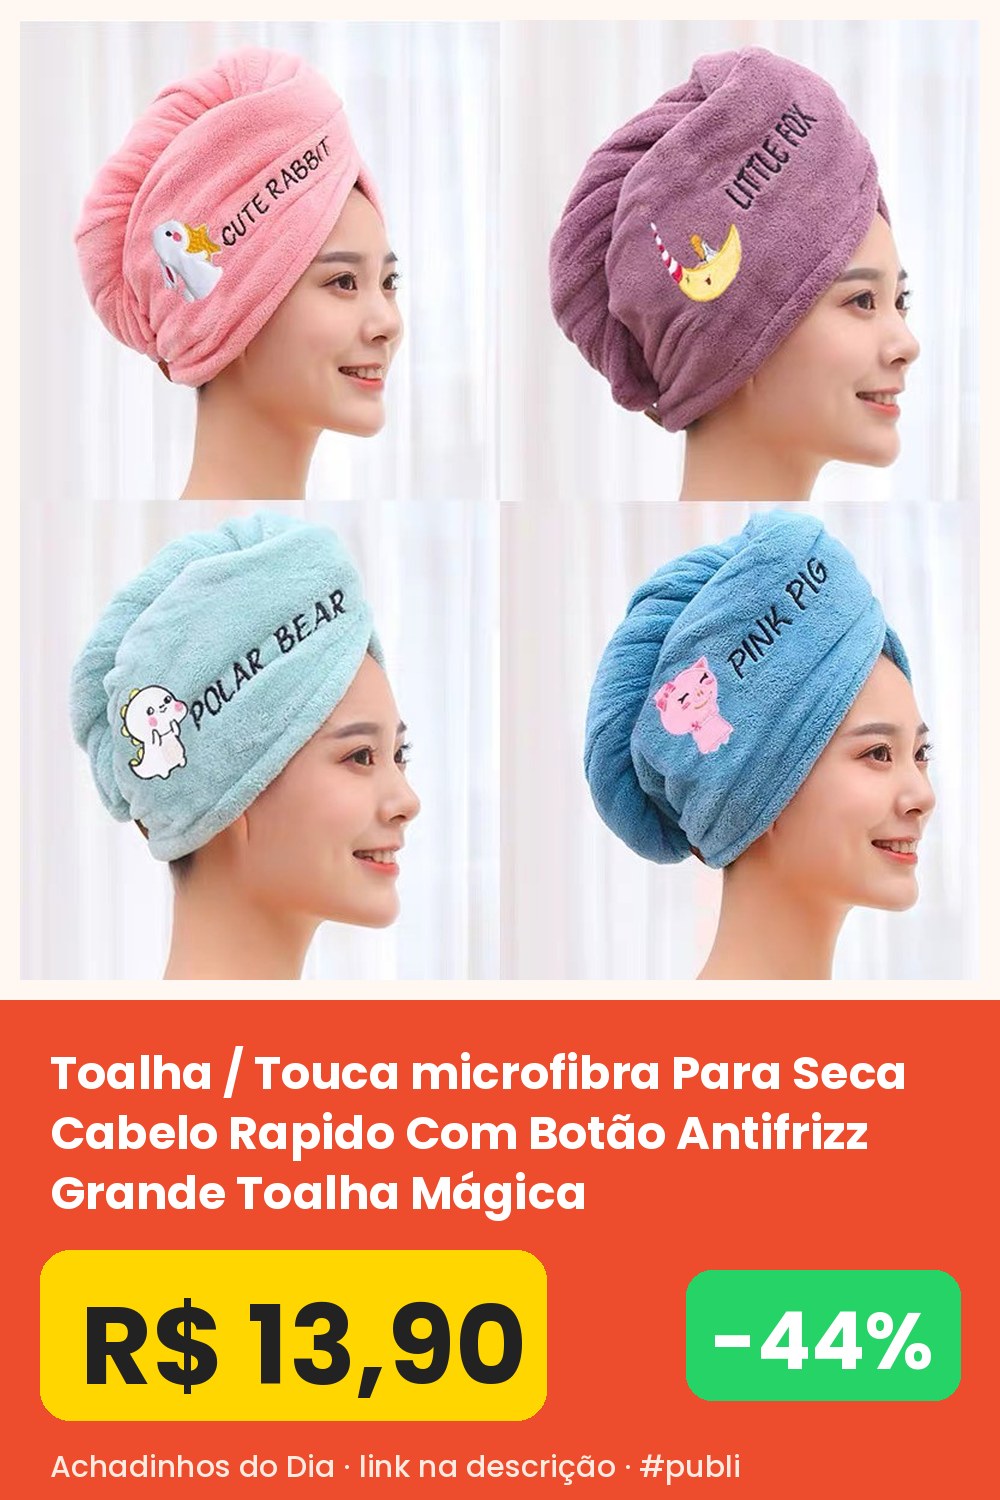 CUTE RABBIT
LITTLE FOX
POLAR BEAR
PINK PIG
Toalha / Touca microfibra Para Seca
Cabelo Rapido Com Botão Antifrizz
Grande Toalha Mágica
R$ 13,90
-44%
Achadinhos do Dia · link na descrição · #publi